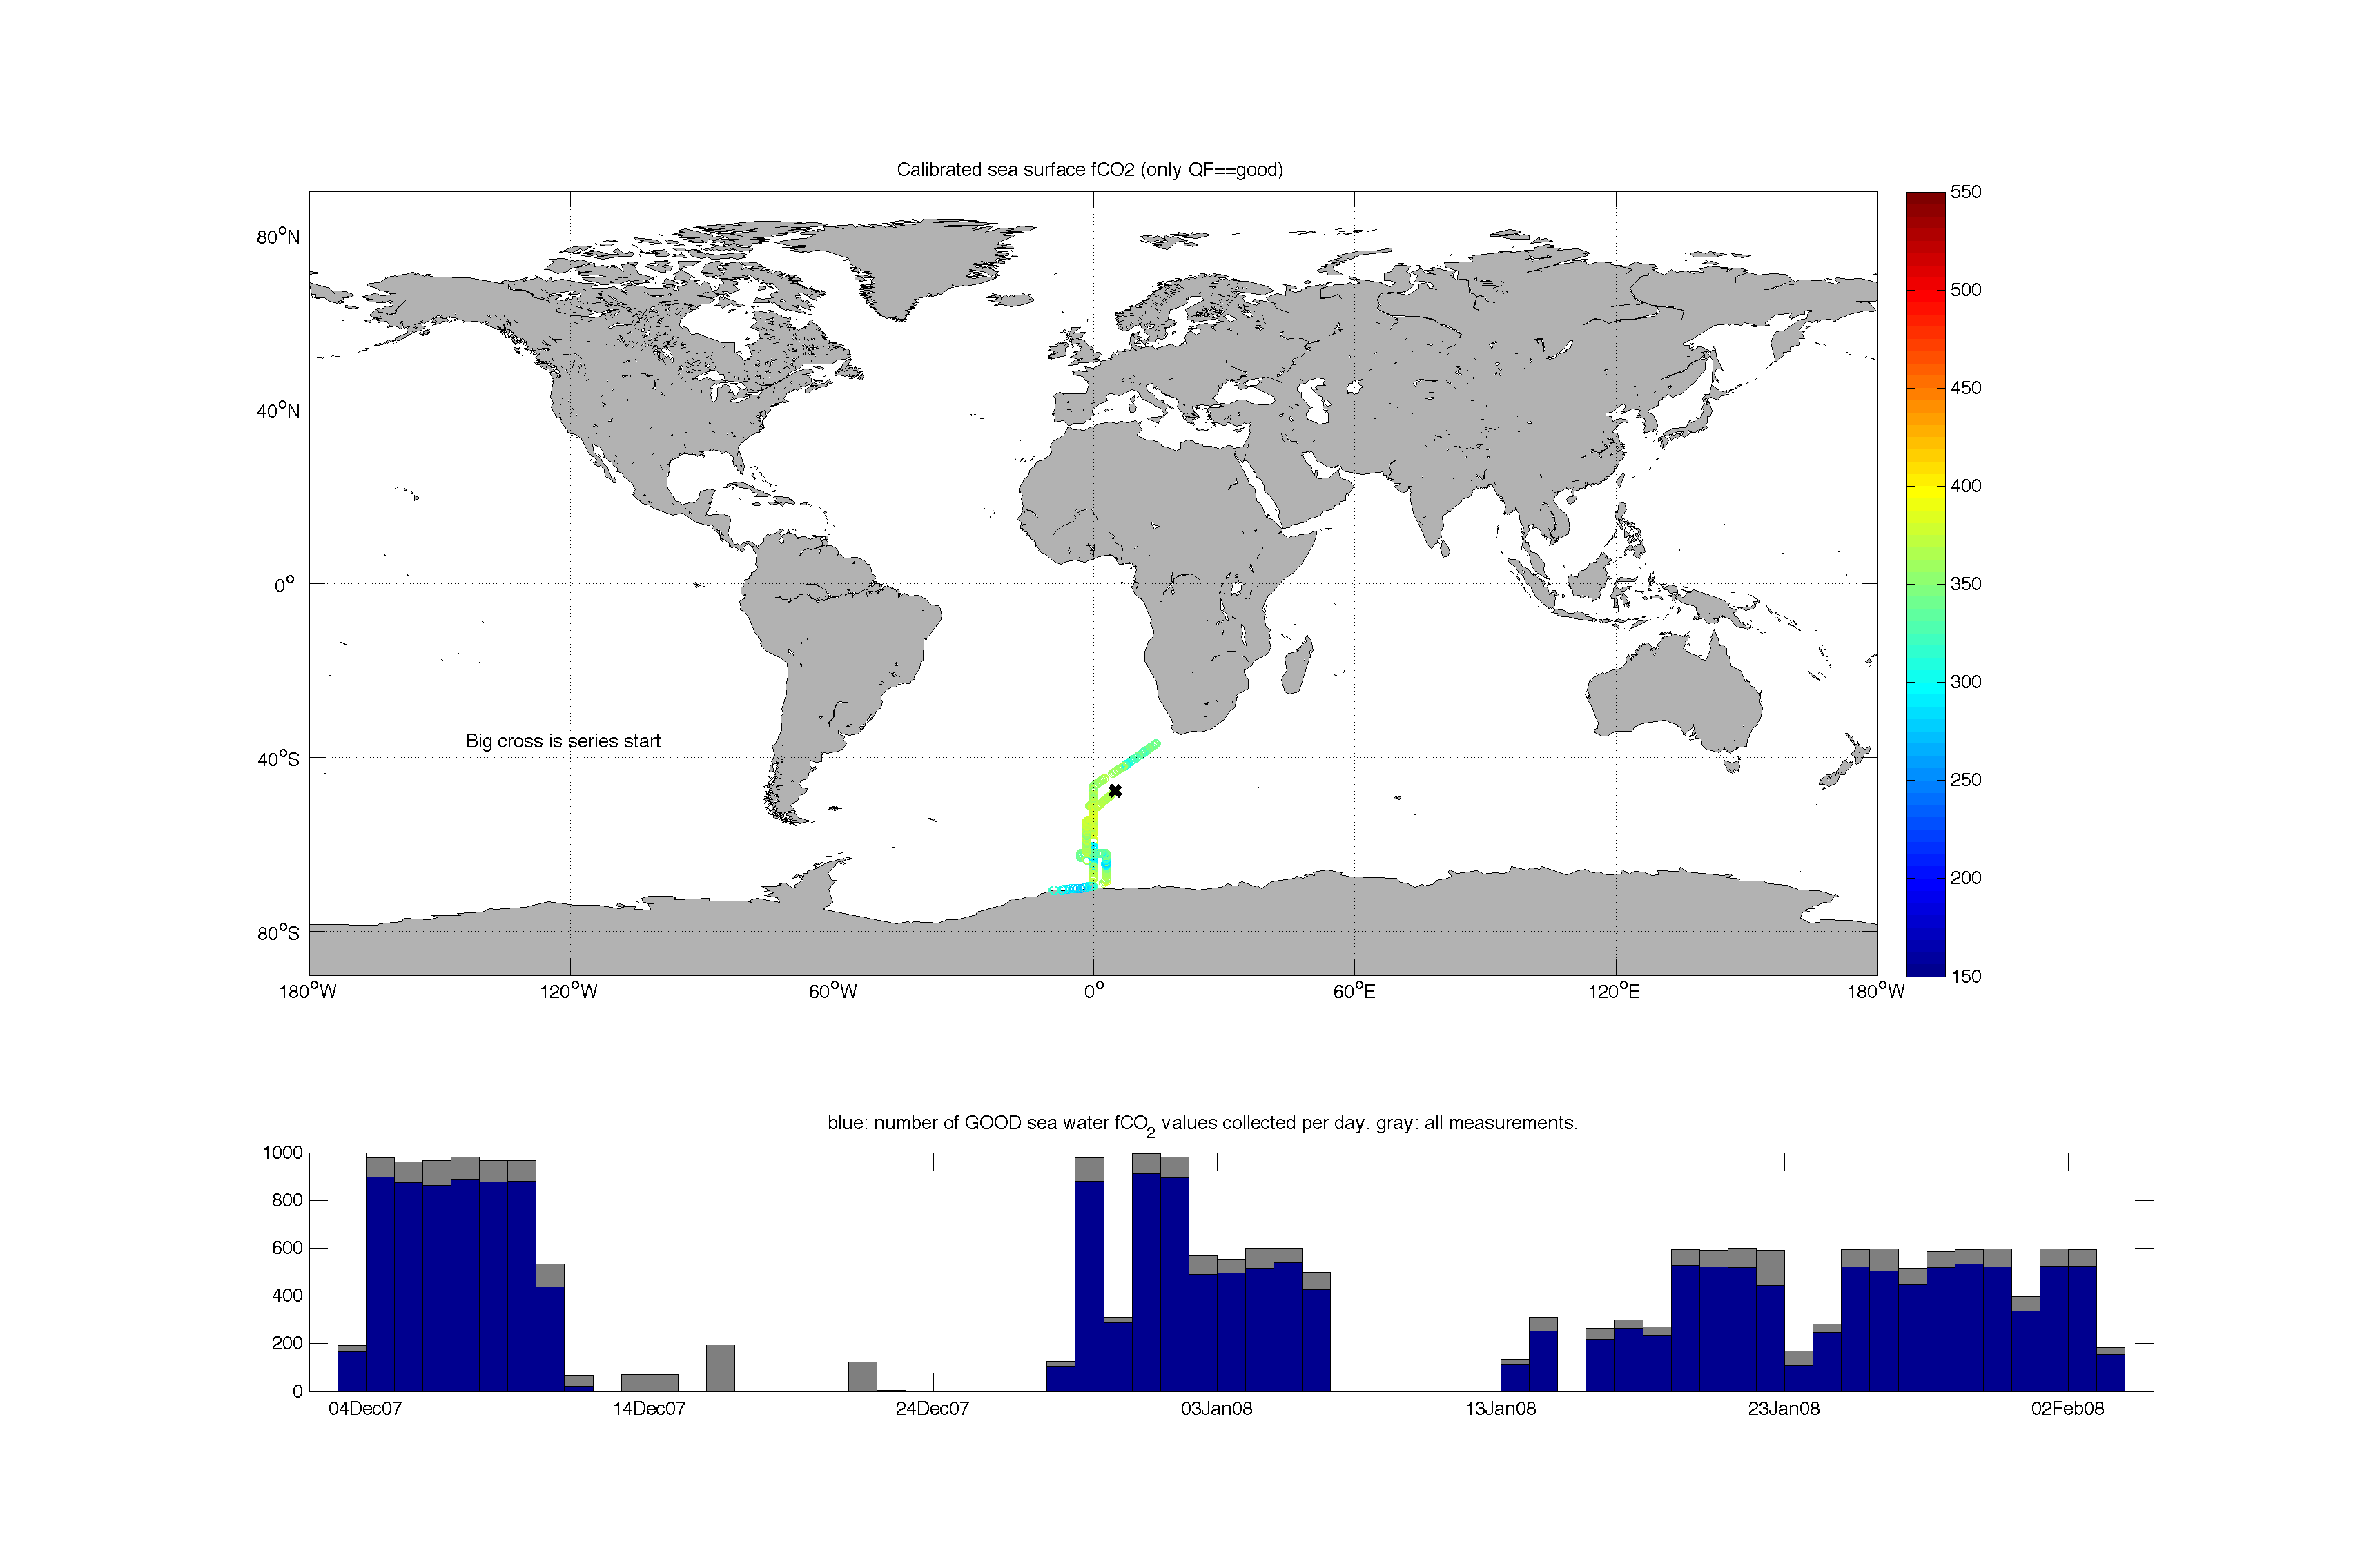 Calibrated sea surface fCO2 (only QF==good)
80°N
40°N
0°
40°S
80°S
180°W 120°W 60°W 0° 60°E 120°E 180°W
Big cross is series start
550
500
450
400
350
300
250
200
150
blue: number of GOOD sea water fCO2 values collected per day. gray: all measurements.
1000
800
600
400
200
0
04Dec07 14Dec07 24Dec07 03Jan08 13Jan08 23Jan08 02Feb08